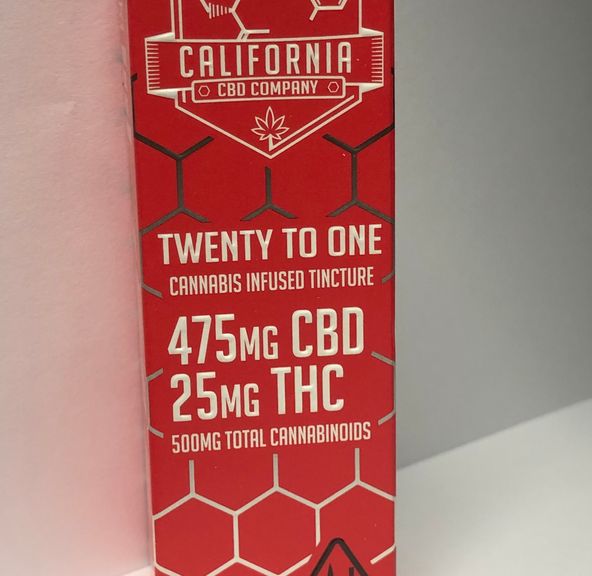 CALIFORNIA
CBD COMPANY
TWENTY TO ONE
CANNABIS INFUSED TINCTURE
475MG CBD
25MG THC
500MG TOTAL CANNABINOIDS